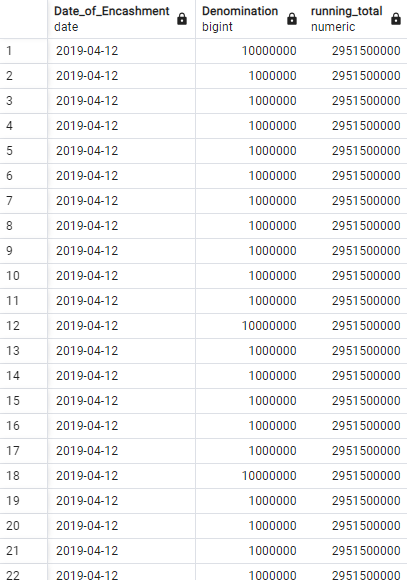 Date_of_Encashment Denomination running_total
date bigint numeric
1 2019-04-12 10000000 2951500000
2 2019-04-12 1000000 2951500000
3 2019-04-12 1000000 2951500000
4 2019-04-12 1000000 2951500000
5 2019-04-12 1000000 2951500000
6 2019-04-12 1000000 2951500000
7 2019-04-12 1000000 2951500000
8 2019-04-12 1000000 2951500000
9 2019-04-12 1000000 2951500000
10 2019-04-12 1000000 2951500000
11 2019-04-12 1000000 2951500000
12 2019-04-12 10000000 2951500000
13 2019-04-12 1000000 2951500000
14 2019-04-12 1000000 2951500000
15 2019-04-12 1000000 2951500000
16 2019-04-12 1000000 2951500000
17 2019-04-12 1000000 2951500000
18 2019-04-12 10000000 2951500000
19 2019-04-12 1000000 2951500000
20 2019-04-12 1000000 2951500000
21 2019-04-12 1000000 2951500000
22 2019-04-12 1000000 2951500000